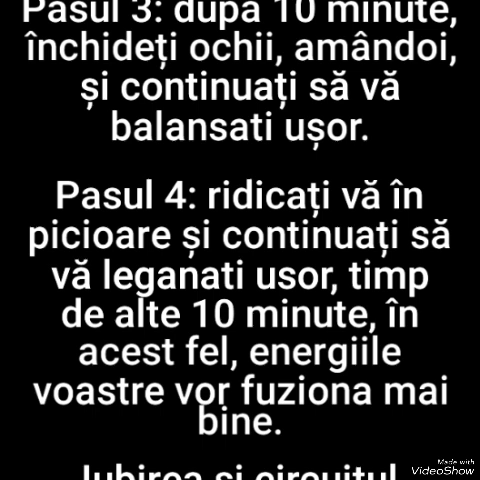 Pasul 3: după 10 minute,
închideți ochii, amândoi,
și continuați să vă
balansati ușor.
Pasul 4: ridicați vă în
picioare și continuați să
vă leganati usor, timp
de alte 10 minute, în
acest fel, energiile
voastre vor fuziona mai
bine.
Made with
VideoShow
Iubirea si circuitul